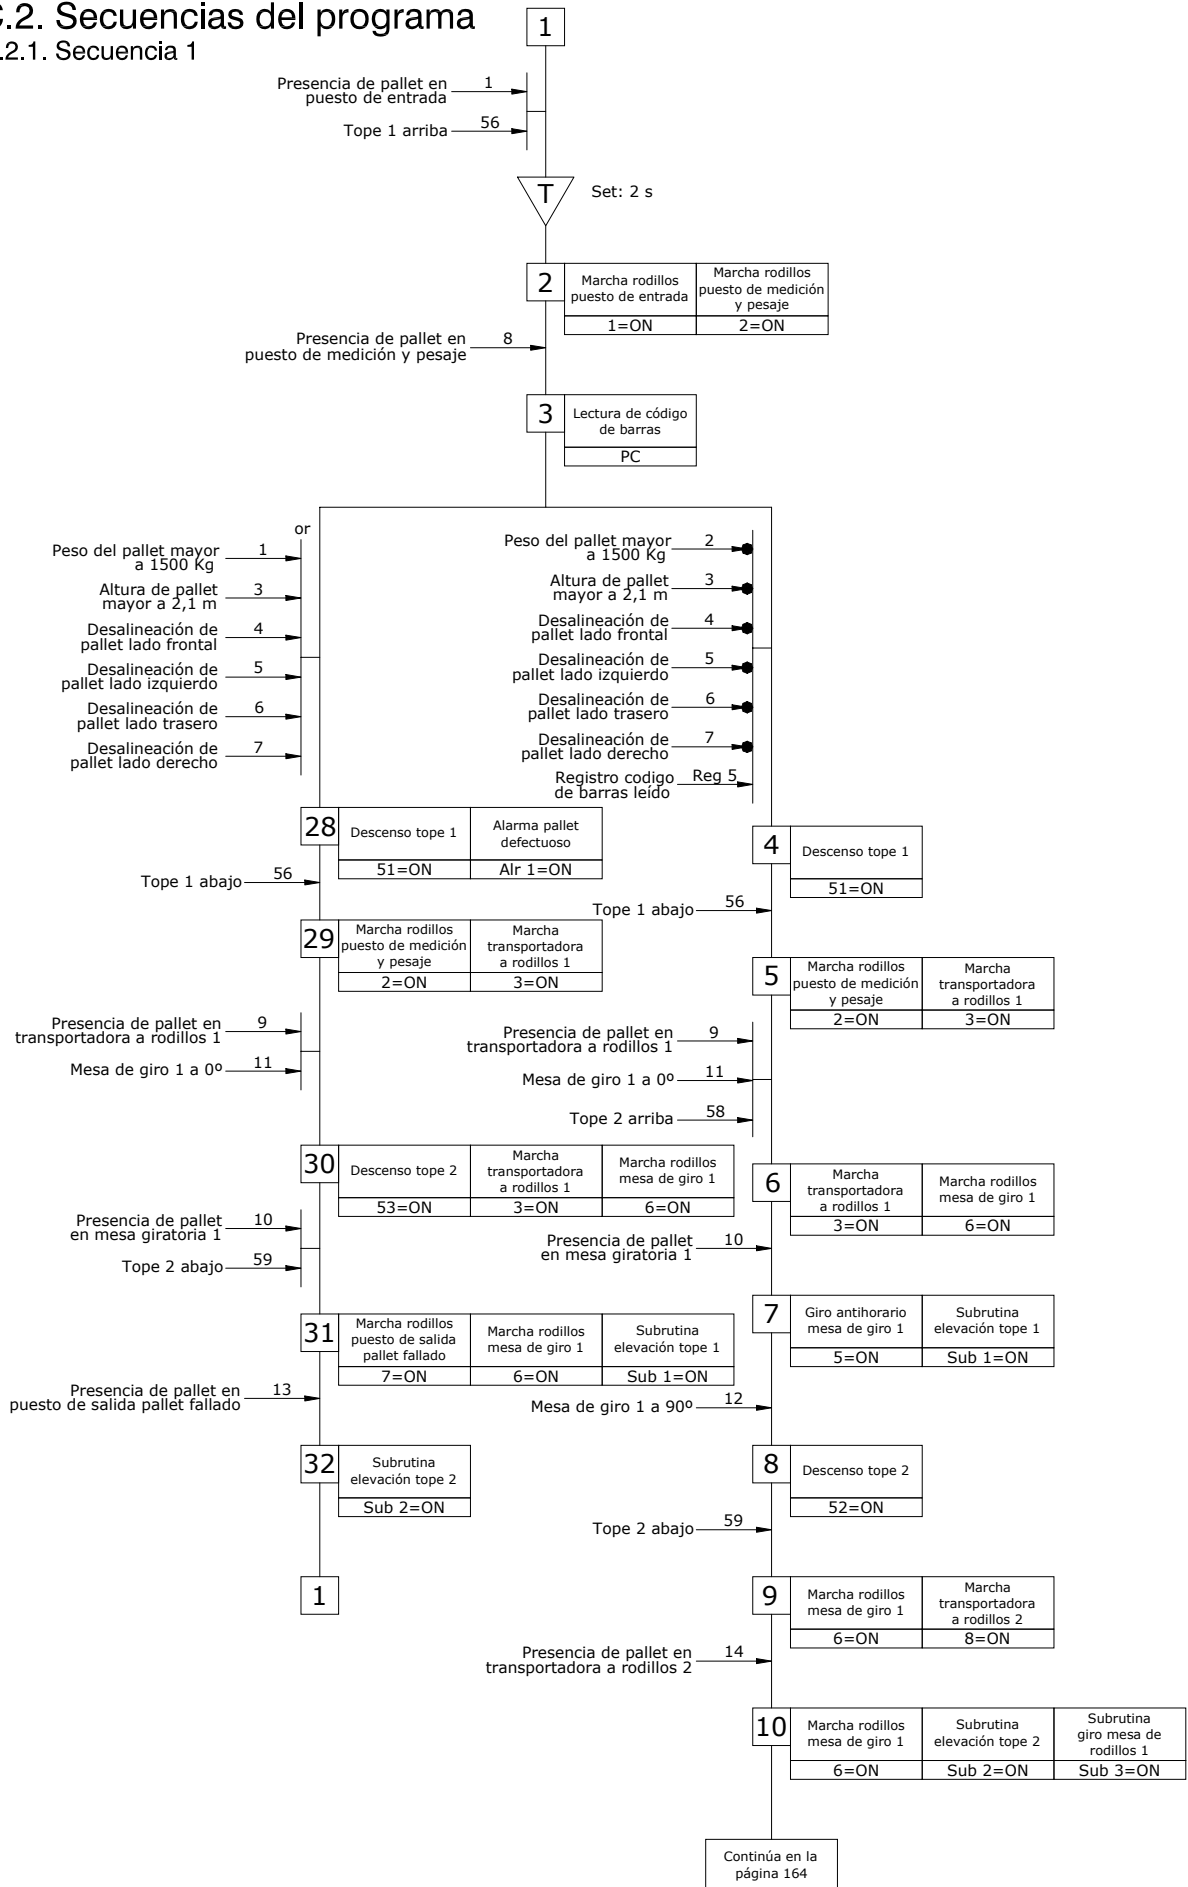 C.2. Secuencias del programa
.2.1. Secuencia 1
1
Presencia de pallet en
puesto de entrada
1
Tope 1 arriba
56
T
Set: 2 s
2
Marcha rodillos
puesto de entrada
1=ON
Marcha rodillos
puesto de medición
y pesaje
2=ON
Presencia de pallet en
puesto de medición y pesaje
8
3
Lectura de código
de barras
PC
or
Peso del pallet mayor
a 1500 Kg
1
Altura de pallet
mayor a 2,1 m
3
Desalineación de
pallet lado frontal
4
Desalineación de
pallet lado izquierdo
5
Desalineación de
pallet lado trasero
6
Desalineación de
pallet lado derecho
7
28
Descenso tope 1
51=ON
Alarma pallet
defectuoso
Alr 1=ON
Tope 1 abajo
56
29
Marcha rodillos
puesto de medición
y pesaje
2=ON
Marcha
transportadora
a rodillos 1
3=ON
Presencia de pallet en
transportadora a rodillos 1
9
Mesa de giro 1 a 0º
11
30
Descenso tope 2
53=ON
Marcha
transportadora
a rodillos 1
3=ON
Marcha rodillos
mesa de giro 1
6=ON
Presencia de pallet
en mesa giratoria 1
10
Tope 2 abajo
59
31
Marcha rodillos
puesto de salida
pallet fallado
7=ON
Marcha rodillos
mesa de giro 1
6=ON
Subrutina
elevación tope 1
Sub 1=ON
Presencia de pallet en
puesto de salida pallet fallado
13
32
Subrutina
elevación tope 2
Sub 2=ON
1
Peso del pallet mayor
a 1500 Kg
2
Altura de pallet
mayor a 2,1 m
3
Desalineación de
pallet lado frontal
4
Desalineación de
pallet lado izquierdo
5
Desalineación de
pallet lado trasero
6
Desalineación de
pallet lado derecho
7
Registro codigo
de barras leído
Reg 5
4
Descenso tope 1
51=ON
Tope 1 abajo
56
5
Marcha rodillos
puesto de medición
y pesaje
2=ON
Marcha
transportadora
a rodillos 1
3=ON
Presencia de pallet en
transportadora a rodillos 1
9
Mesa de giro 1 a 0º
11
Tope 2 arriba
58
6
Marcha
transportadora
a rodillos 1
3=ON
Marcha rodillos
mesa de giro 1
6=ON
Presencia de pallet
en mesa giratoria 1
10
7
Giro antihorario
mesa de giro 1
5=ON
Subrutina
elevación tope 1
Sub 1=ON
Mesa de giro 1 a 90º
12
8
Descenso tope 2
52=ON
Tope 2 abajo
59
9
Marcha rodillos
mesa de giro 1
6=ON
Marcha
transportadora
a rodillos 2
8=ON
Presencia de pallet en
transportadora a rodillos 2
14
10
Marcha rodillos
mesa de giro 1
6=ON
Subrutina
elevación tope 2
Sub 2=ON
Subrutina
giro mesa de
rodillos 1
Sub 3=ON
Continúa en la
página 164